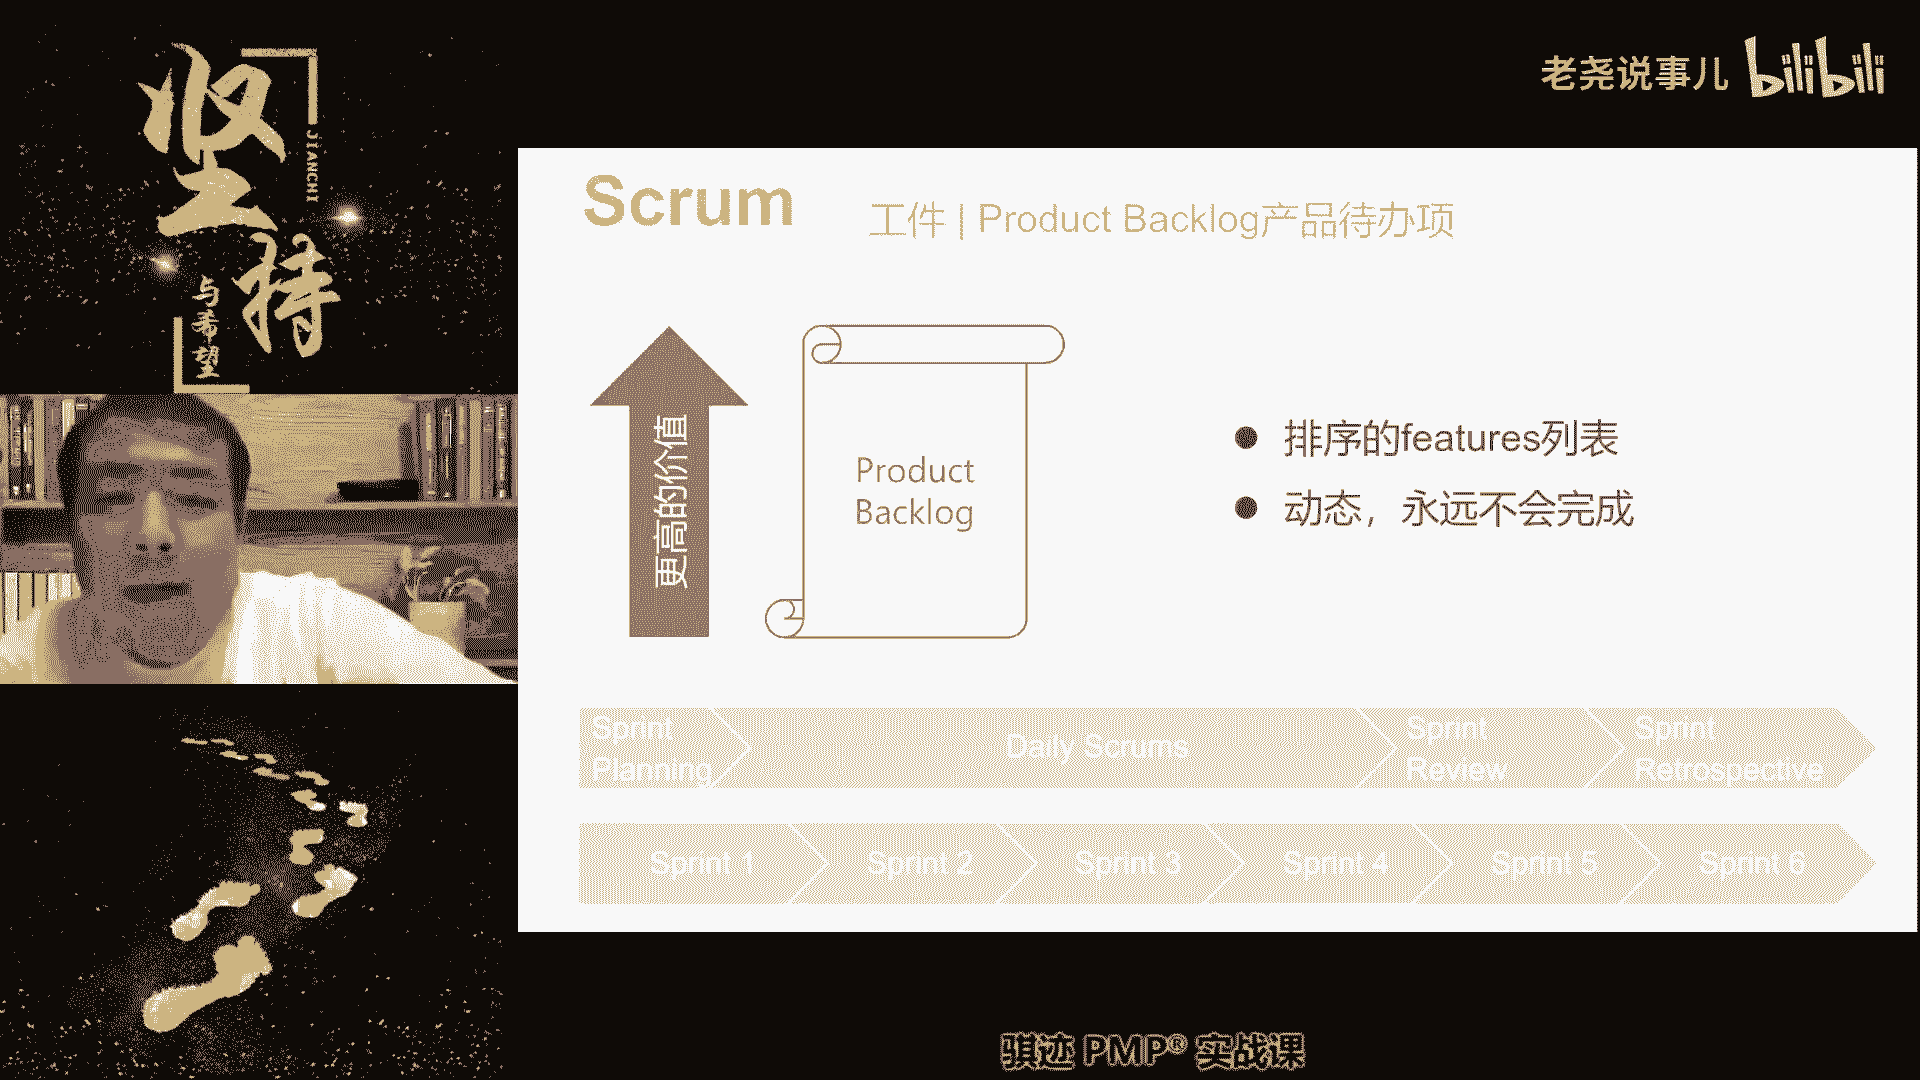 坚持
JIANCHI
与希望
老尧说事儿 bilibili
Scrum
工件 | Product Backlog产品待办项
更高的价值
Product
Backlog
排序的features列表
动态，永远不会完成
Sprint
Planning
Daily Scrums
Sprint
Review
Sprint
Retrospective
Sprint 1
Sprint 2
Sprint 3
Sprint 4
Sprint 5
Sprint 6
骐迹 PMP® 实战课